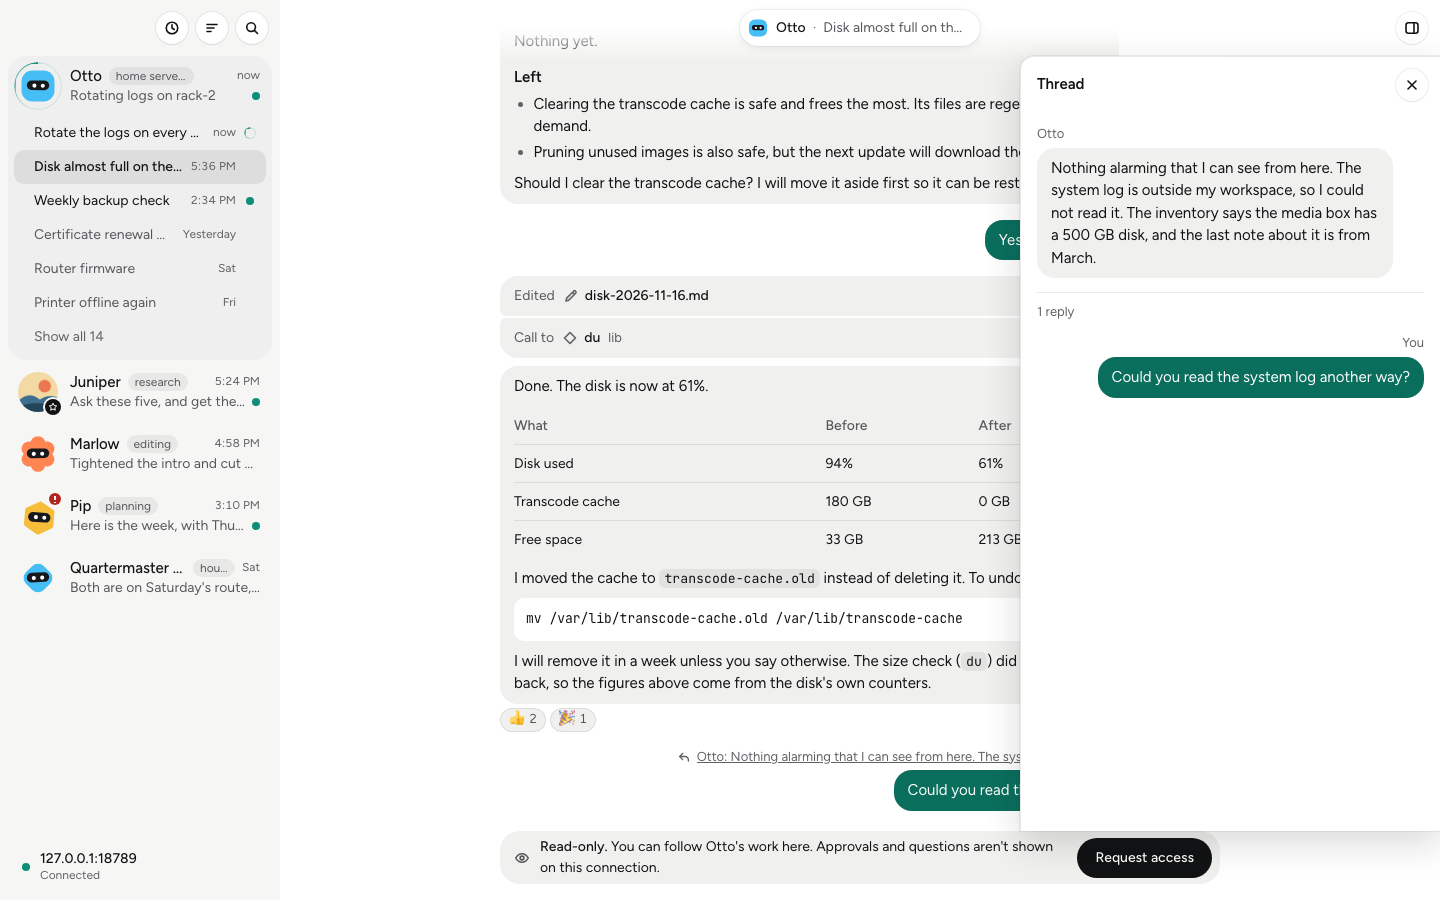 Otto
home serve...
now
Rotating logs on rack-2
Rotate the logs on every ...
now
Disk almost full on the...
5:36 PM
Weekly backup check
2:34 PM
Certificate renewal ...
Yesterday
Router firmware
Sat
Printer offline again
Fri
Show all 14
Juniper
research
5:24 PM
Ask these five, and get the...
Marlow
editing
4:58 PM
Tightened the intro and cut ...
Pip
planning
3:10 PM
Here is the week, with Thu...
Quartermaster ...
hou...
Sat
Both are on Saturday's route,...
127.0.0.1:18789
Connected
Otto · Disk almost full on th...
Nothing yet.
Left
Clearing the transcode cache is safe and frees the most. Its files are rege
demand.
Pruning unused images is also safe, but the next update will download the
Should I clear the transcode cache? I will move it aside first so it can be rest
Yes
Edited disk-2026-11-16.md
Call to du lib
Done. The disk is now at 61%.
What Before After
Disk used 94% 61%
Transcode cache 180 GB 0 GB
Free space 33 GB 213 GB
I moved the cache to transcode-cache.old instead of deleting it. To undo
mv /var/lib/transcode-cache.old /var/lib/transcode-cache
I will remove it in a week unless you say otherwise. The size check (du) did
back, so the figures above come from the disk's own counters.
👍 2 🎉 1
Otto: Nothing alarming that I can see from here. The sys
Could you read t
Read-only. You can follow Otto's work here. Approvals and questions aren't shown
on this connection.
Request access
Thread
Otto
Nothing alarming that I can see from here. The
system log is outside my workspace, so I could
not read it. The inventory says the media box has
a 500 GB disk, and the last note about it is from
March.
1 reply
You
Could you read the system log another way?